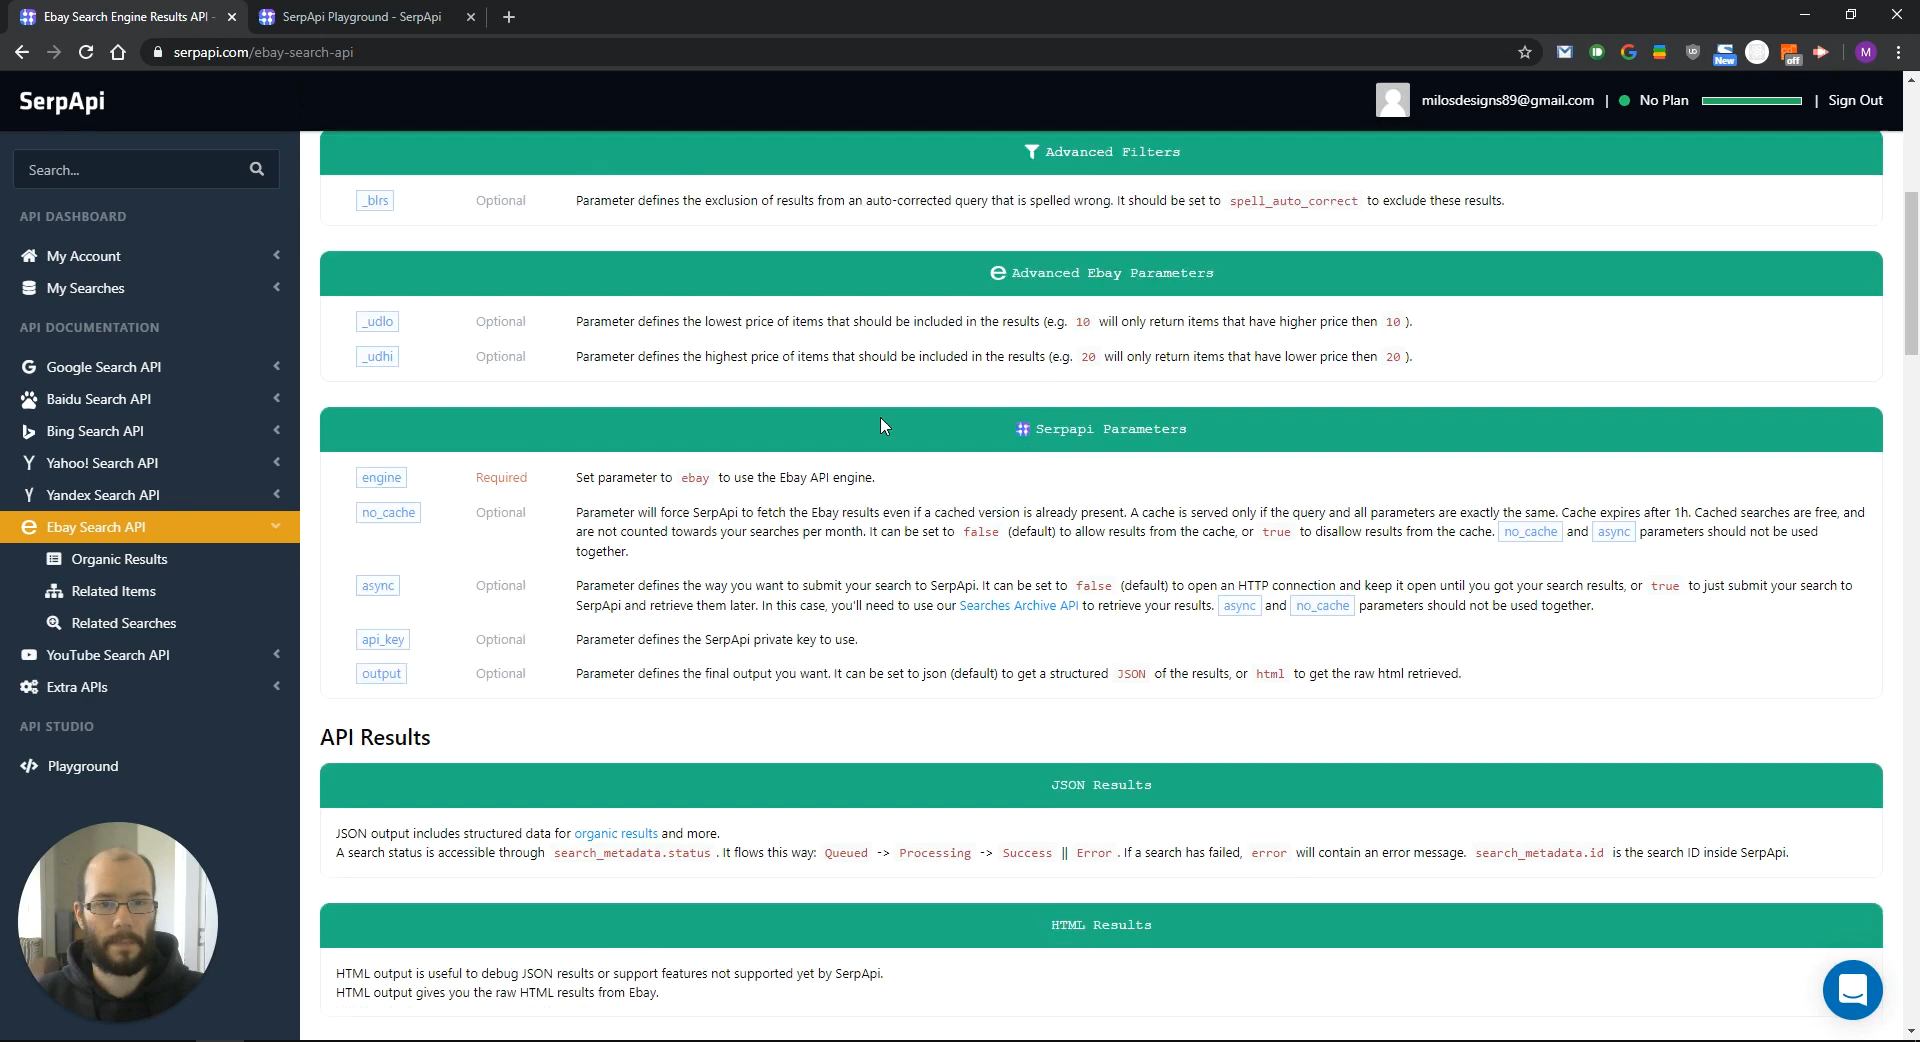 Ebay Search Engine Results API -
SerpApi Playground - SerpApi
serpapi.com/ebay-search-api
New
off
M
SerpApi
milosdesigns89@gmail.com | No Plan | Sign Out
Search...
API DASHBOARD
My Account
My Searches
API DOCUMENTATION
Google Search API
Baidu Search API
Bing Search API
Yahoo! Search API
Yandex Search API
Ebay Search API
Organic Results
Related Items
Related Searches
YouTube Search API
Extra APIs
API STUDIO
Playground
Advanced Filters
_blrs Optional Parameter defines the exclusion of results from an auto-corrected query that is spelled wrong. It should be set to spell_auto_correct to exclude these results.
Advanced Ebay Parameters
_udlo Optional Parameter defines the lowest price of items that should be included in the results (e.g. 10 will only return items that have higher price then 10 ).
_udhi Optional Parameter defines the highest price of items that should be included in the results (e.g. 20 will only return items that have lower price then 20 ).
Serpapi Parameters
engine Required Set parameter to ebay to use the Ebay API engine.
no_cache Optional Parameter will force SerpApi to fetch the Ebay results even if a cached version is already present. A cache is served only if the query and all parameters are exactly the same. Cache expires after 1h. Cached searches are free, and
are not counted towards your searches per month. It can be set to false (default) to allow results from the cache, or true to disallow results from the cache. no_cache and async parameters should not be used
together.
async Optional Parameter defines the way you want to submit your search to SerpApi. It can be set to false (default) to open an HTTP connection and keep it open until you got your search results, or true to just submit your search to
SerpApi and retrieve them later. In this case, you'll need to use our Searches Archive API to retrieve your results. async and no_cache parameters should not be used together.
api_key Optional Parameter defines the SerpApi private key to use.
output Optional Parameter defines the final output you want. It can be set to json (default) to get a structured JSON of the results, or html to get the raw html retrieved.
API Results
JSON Results
JSON output includes structured data for organic results and more.
A search status is accessible through search_metadata.status . It flows this way: Queued -> Processing -> Success || Error . If a search has failed, error will contain an error message. search_metadata.id is the search ID inside SerpApi.
HTML Results
HTML output is useful to debug JSON results or support features not supported yet by SerpApi.
HTML output gives you the raw HTML results from Ebay.